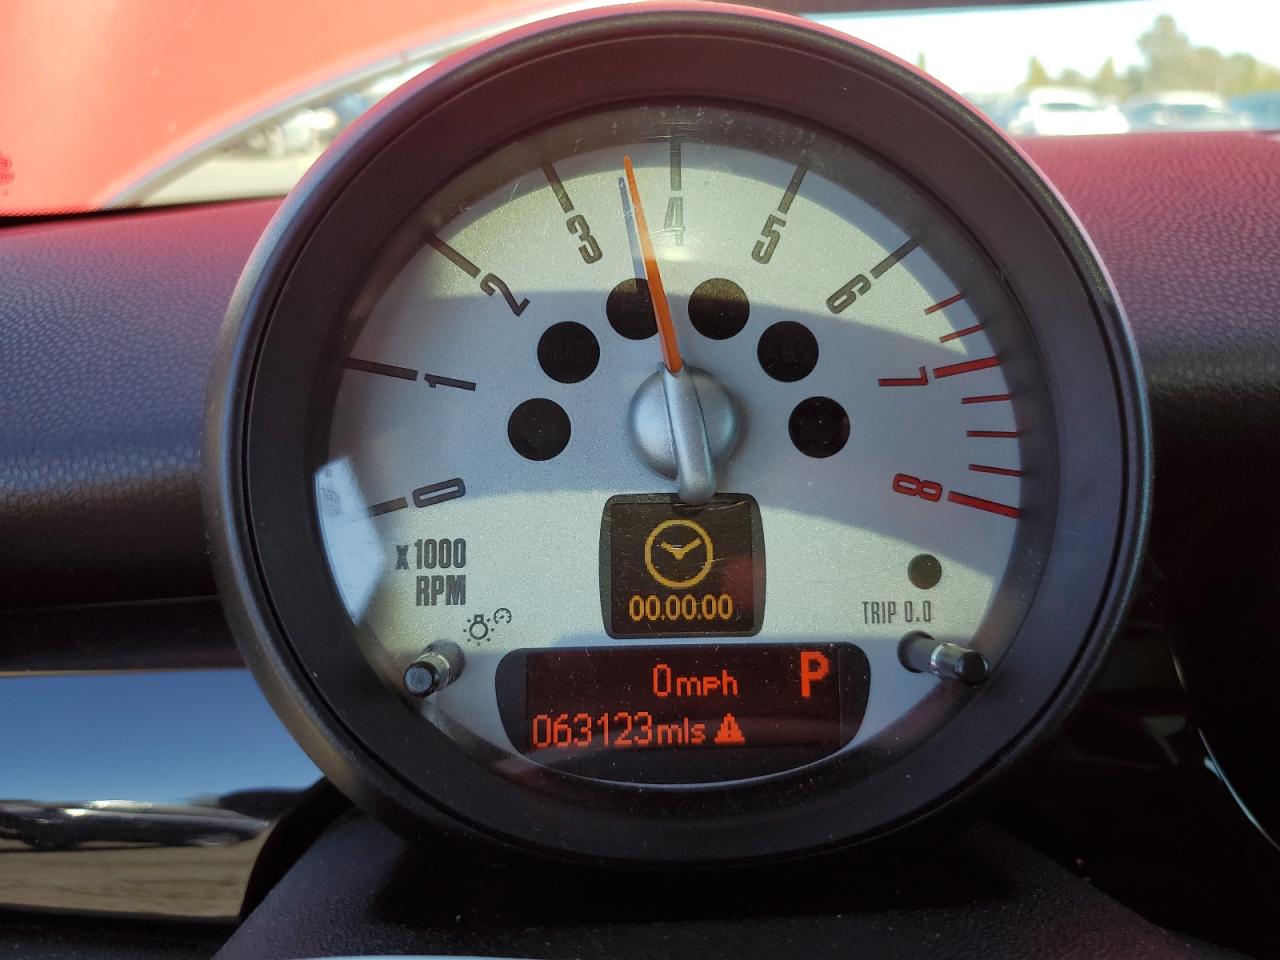 0 1 2 3 4 5 6 7 8
x 1000
RPM
00.00.00
TRIP 0.0
0mph P
063123mls